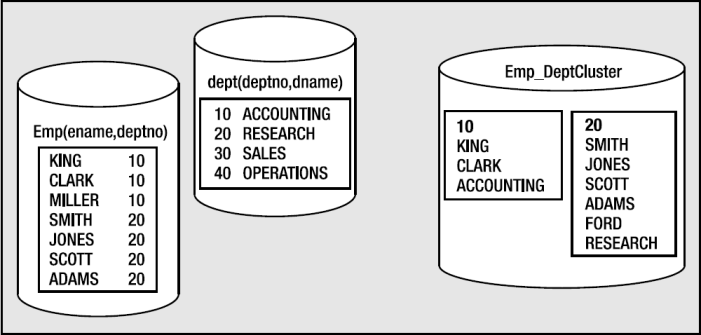 Emp(ename,deptno)
KING 10
CLARK 10
MILLER 10
SMITH 20
JONES 20
SCOTT 20
ADAMS 20
dept(deptno,dname)
10 ACCOUNTING
20 RESEARCH
30 SALES
40 OPERATIONS
Emp_DeptCluster
10
KING
CLARK
ACCOUNTING
20
SMITH
JONES
SCOTT
ADAMS
FORD
RESEARCH